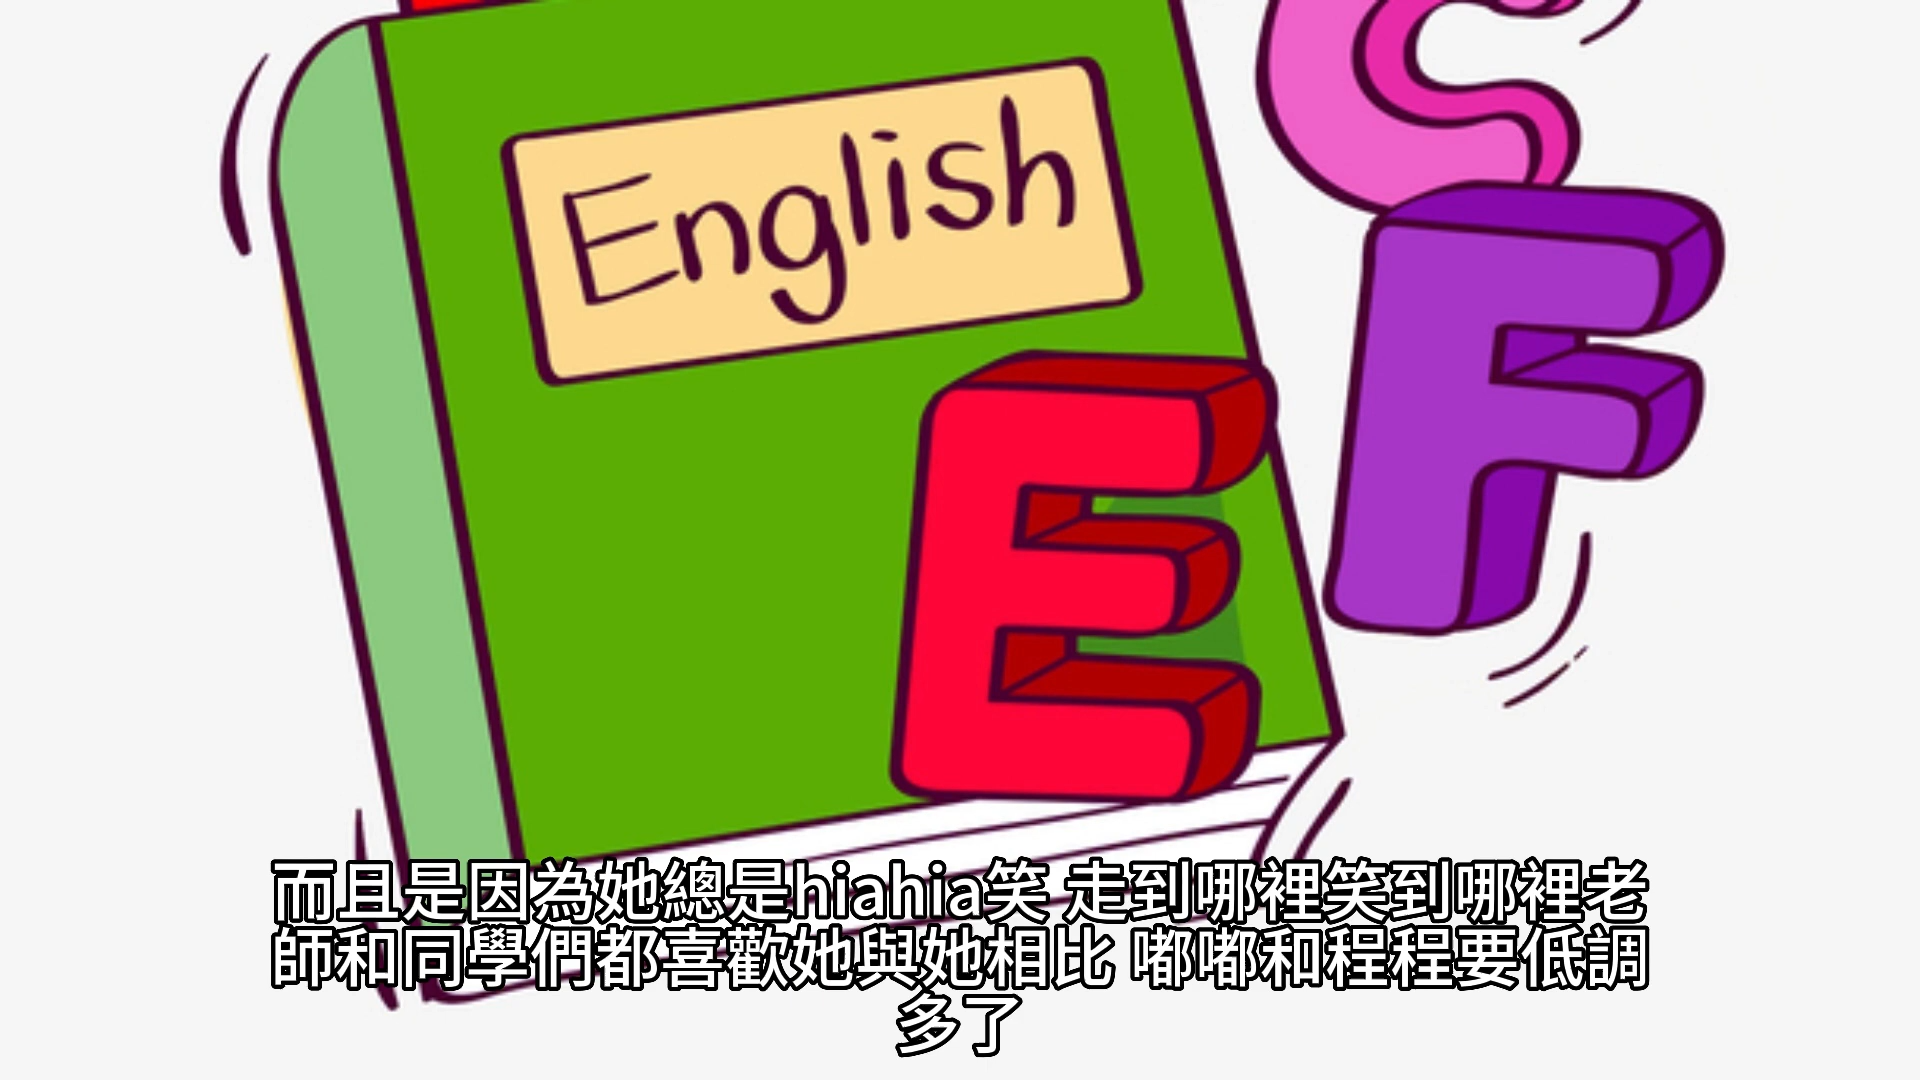 English
C
F
E
而且是因為她總是hiahia笑 走到哪裡笑到哪裡老
師和同學們都喜歡她與她相比 嘟嘟和程程要低調
多了